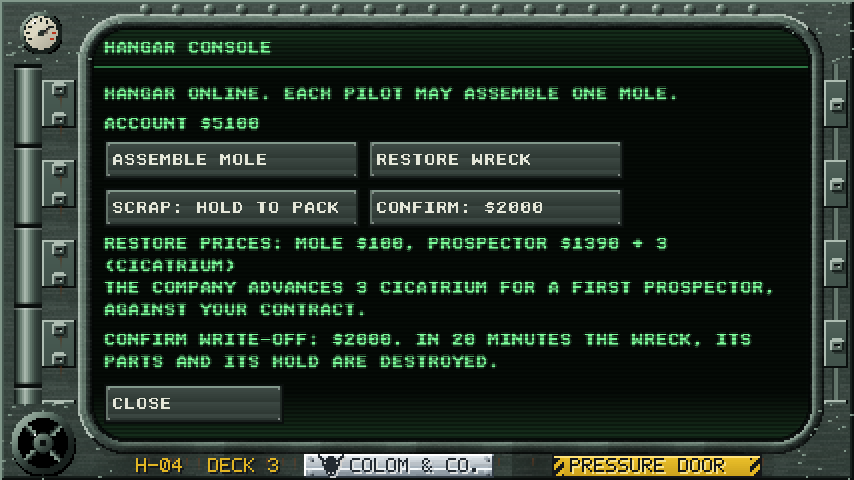 HANGAR CONSOLE
HANGAR ONLINE. EACH PILOT MAY ASSEMBLE ONE MOLE.
ACCOUNT $5100
ASSEMBLE MOLE
RESTORE WRECK
SCRAP: HOLD TO PACK
CONFIRM: $2000
RESTORE PRICES: MOLE $100, PROSPECTOR $1390 + 3
(CICATRIUM)
THE COMPANY ADVANCES 3 CICATRIUM FOR A FIRST PROSPECTOR,
AGAINST YOUR CONTRACT.
CONFIRM WRITE-OFF: $2000. IN 20 MINUTES THE WRECK, ITS
PARTS AND ITS HOLD ARE DESTROYED.
CLOSE
H-04 DECK 3
COLOM & CO.
PRESSURE DOOR